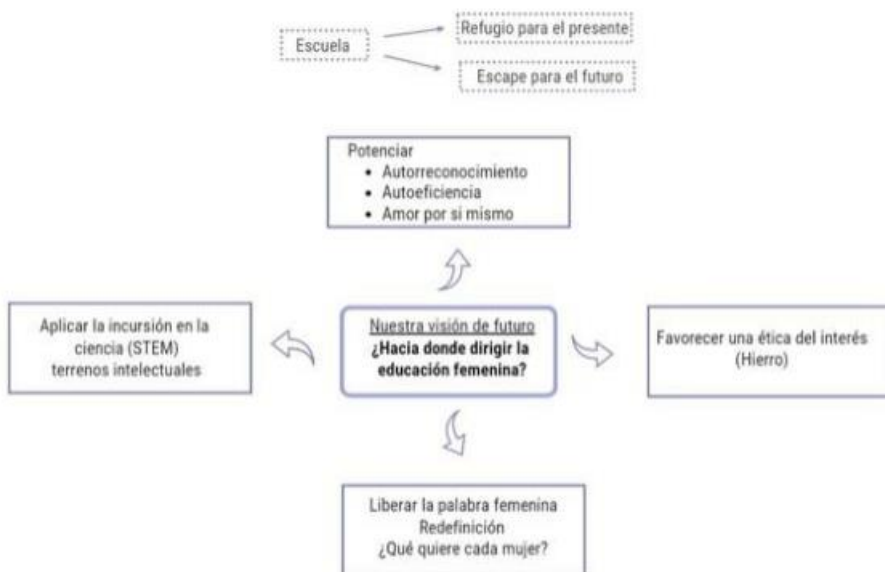 Escuela
Refugio para el presente
Escape para el futuro
Potenciar
• Autorreconocimiento
• Autoeficiencia
• Amor por si mismo
Aplicar la incursión en la
ciencia (STEM)
terrenos intelectuales
Nuestra visión de futuro
¿Hacia donde dirigir la
educación femenina?
Favorecer una ética del interés
(Hierro)
Liberar la palabra femenina
Redefinición
¿Qué quiere cada mujer?